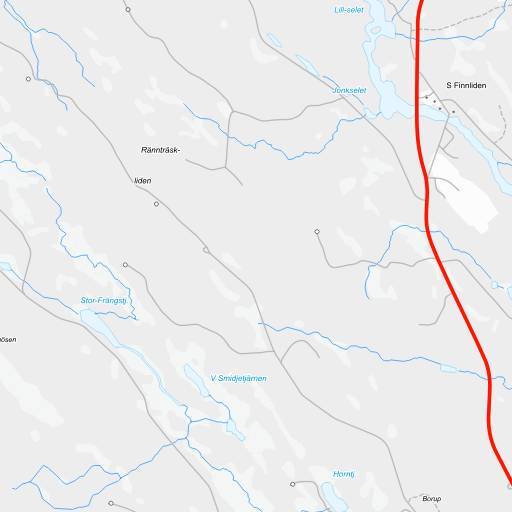 Lill-selet
S Finnliden
Jonkselet
Rännträsk-
liden
Stor-Frängstj.
V Smidjetjärnen
Horntj
Borup